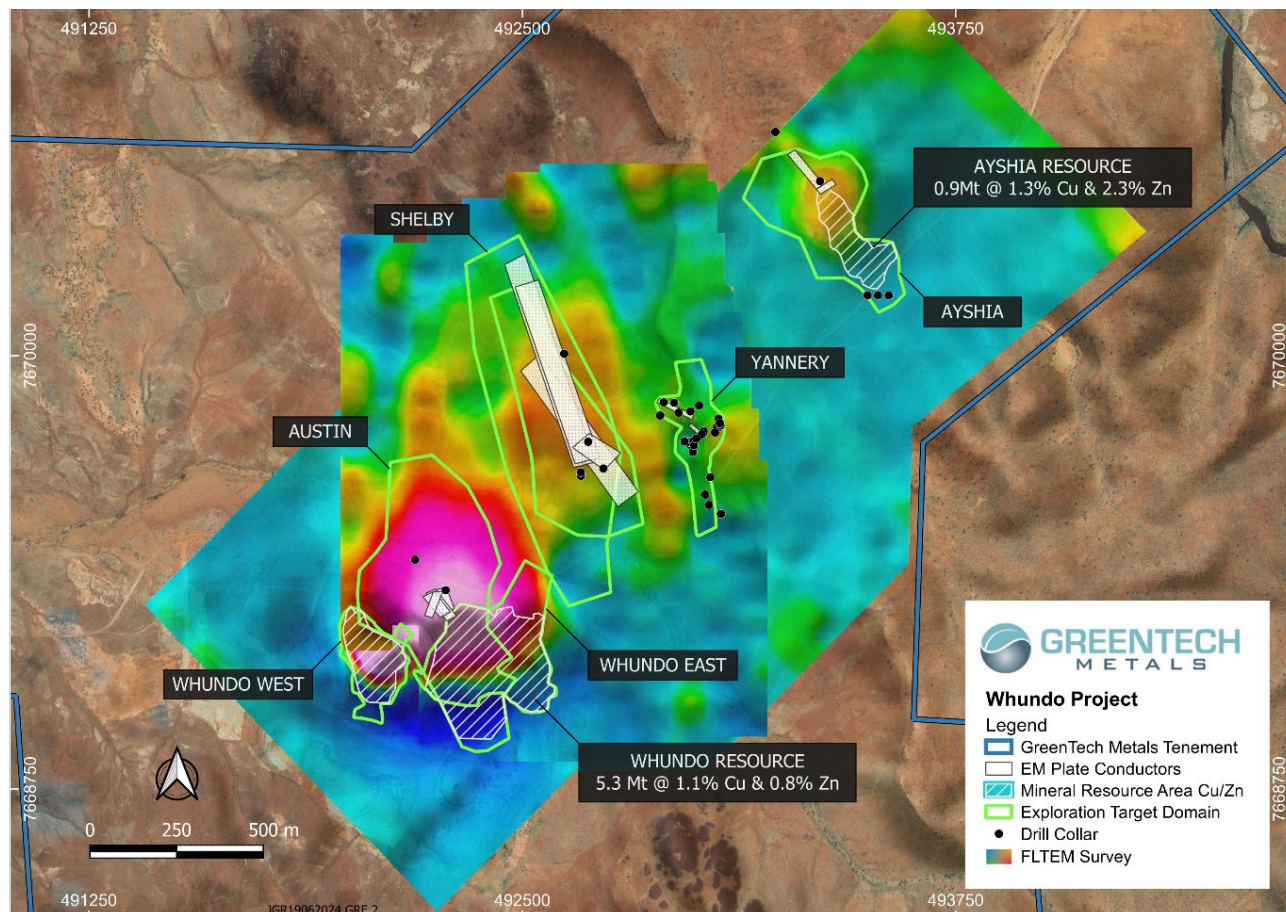 491250
492500
493750
AYSHIA RESOURCE
0.9Mt @ 1.3% Cu & 2.3% Zn
SHELBY
AYSHIA
7670000
7670000
YANNERY
AUSTIN
WHUNDO EAST
WHUNDO WEST
WHUNDO RESOURCE
5.3 Mt @ 1.1% Cu & 0.8% Zn
7668750
7668750
0 250 500 m
GREENTECH
METALS
Whundo Project
Legend
GreenTech Metals Tenement
EM Plate Conductors
Mineral Resource Area Cu/Zn
Exploration Target Domain
Drill Collar
FLTEM Survey
491250
492500
493750